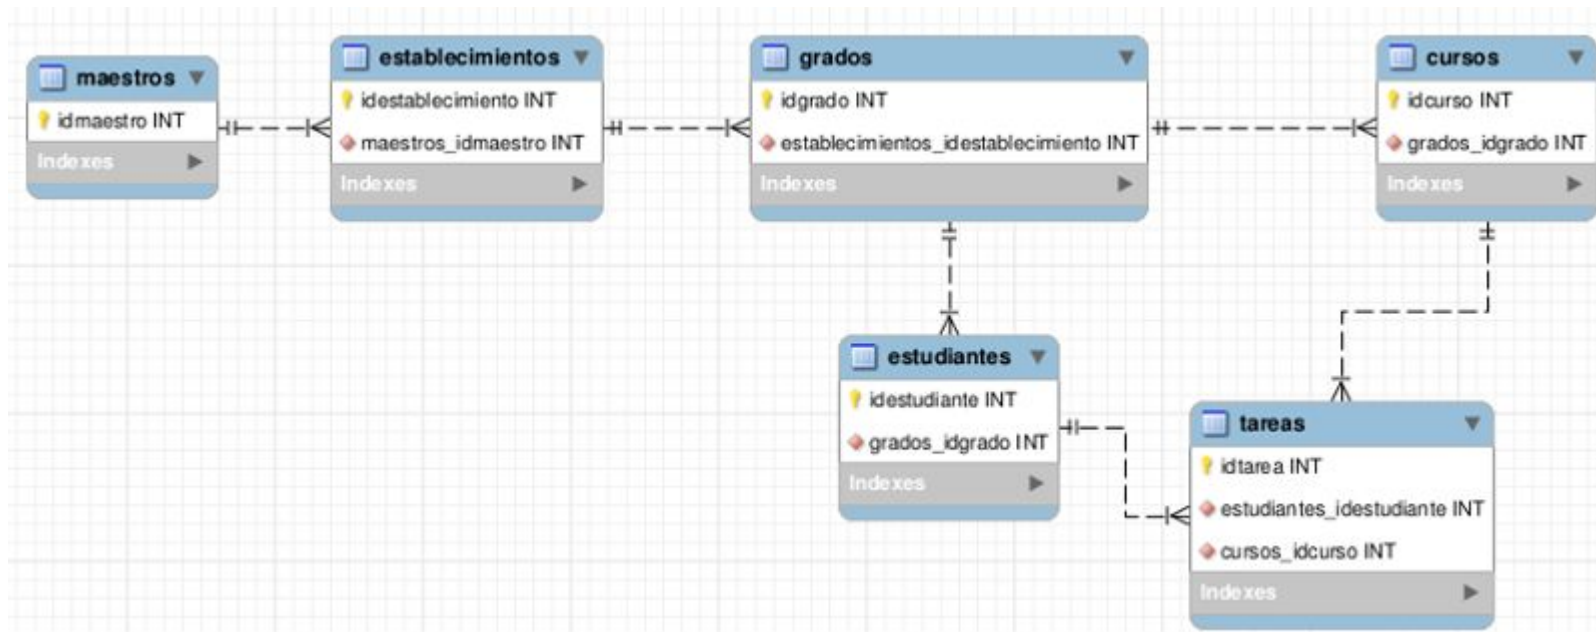 maestros
idmaestro INT
Indexes
establecimientos
idestablecimiento INT
maestros_idmaestro INT
Indexes
grados
idgrado INT
establecimientos_idestablecimiento INT
Indexes
cursos
idcurso INT
grados_idgrado INT
Indexes
estudiantes
idestudiante INT
grados_idgrado INT
Indexes
tareas
idtarea INT
estudiantes_idestudiante INT
cursos_idcurso INT
Indexes